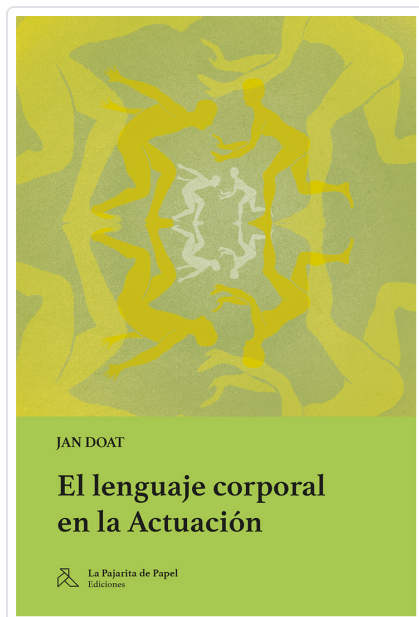 JAN DOAT
El lenguaje corporal
en la Actuación
La Pajarita de Papel
Ediciones